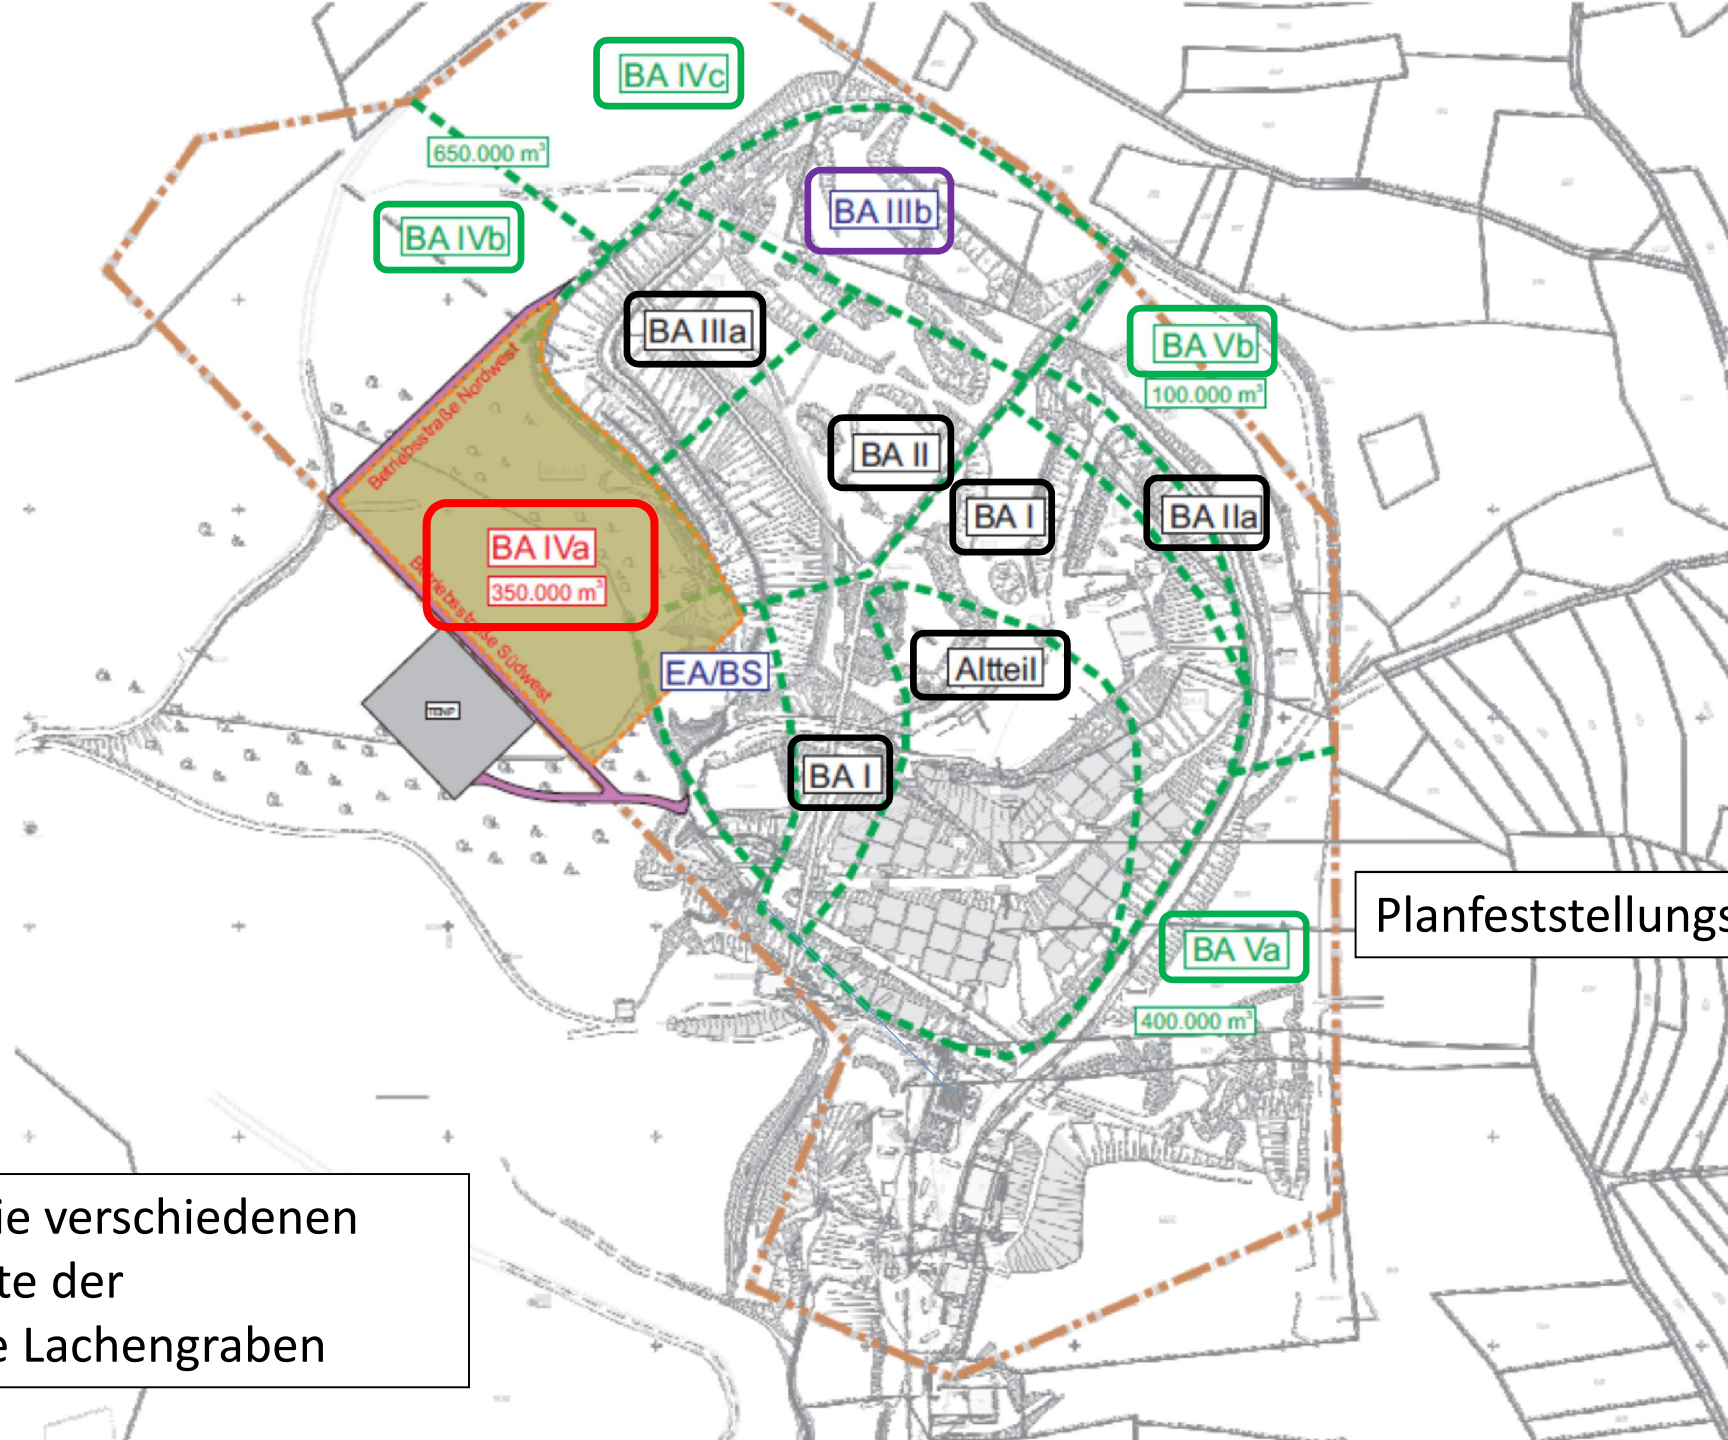 BA IVc
650.000 m³
BA IIIb
BA IVb
BA IIIa
BA Vb
100.000 m³
Betriebsstraße Nordwest
BA II
BA I
BA IIa
BA IVa
350.000 m³
Betriebsstraße Südwest
EA/BS
Altteil
TEMP.
BA I
Planfeststellungs
BA Va
400.000 m³
ie verschiedenen
te der
e Lachengraben